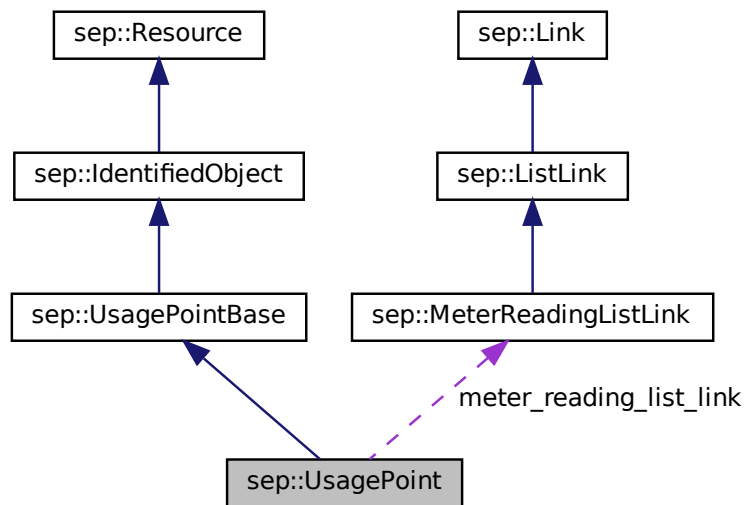 sep::Resource
sep::Link
sep::IdentifiedObject
sep::ListLink
sep::UsagePointBase
sep::MeterReadingListLink
meter_reading_list_link
sep::UsagePoint